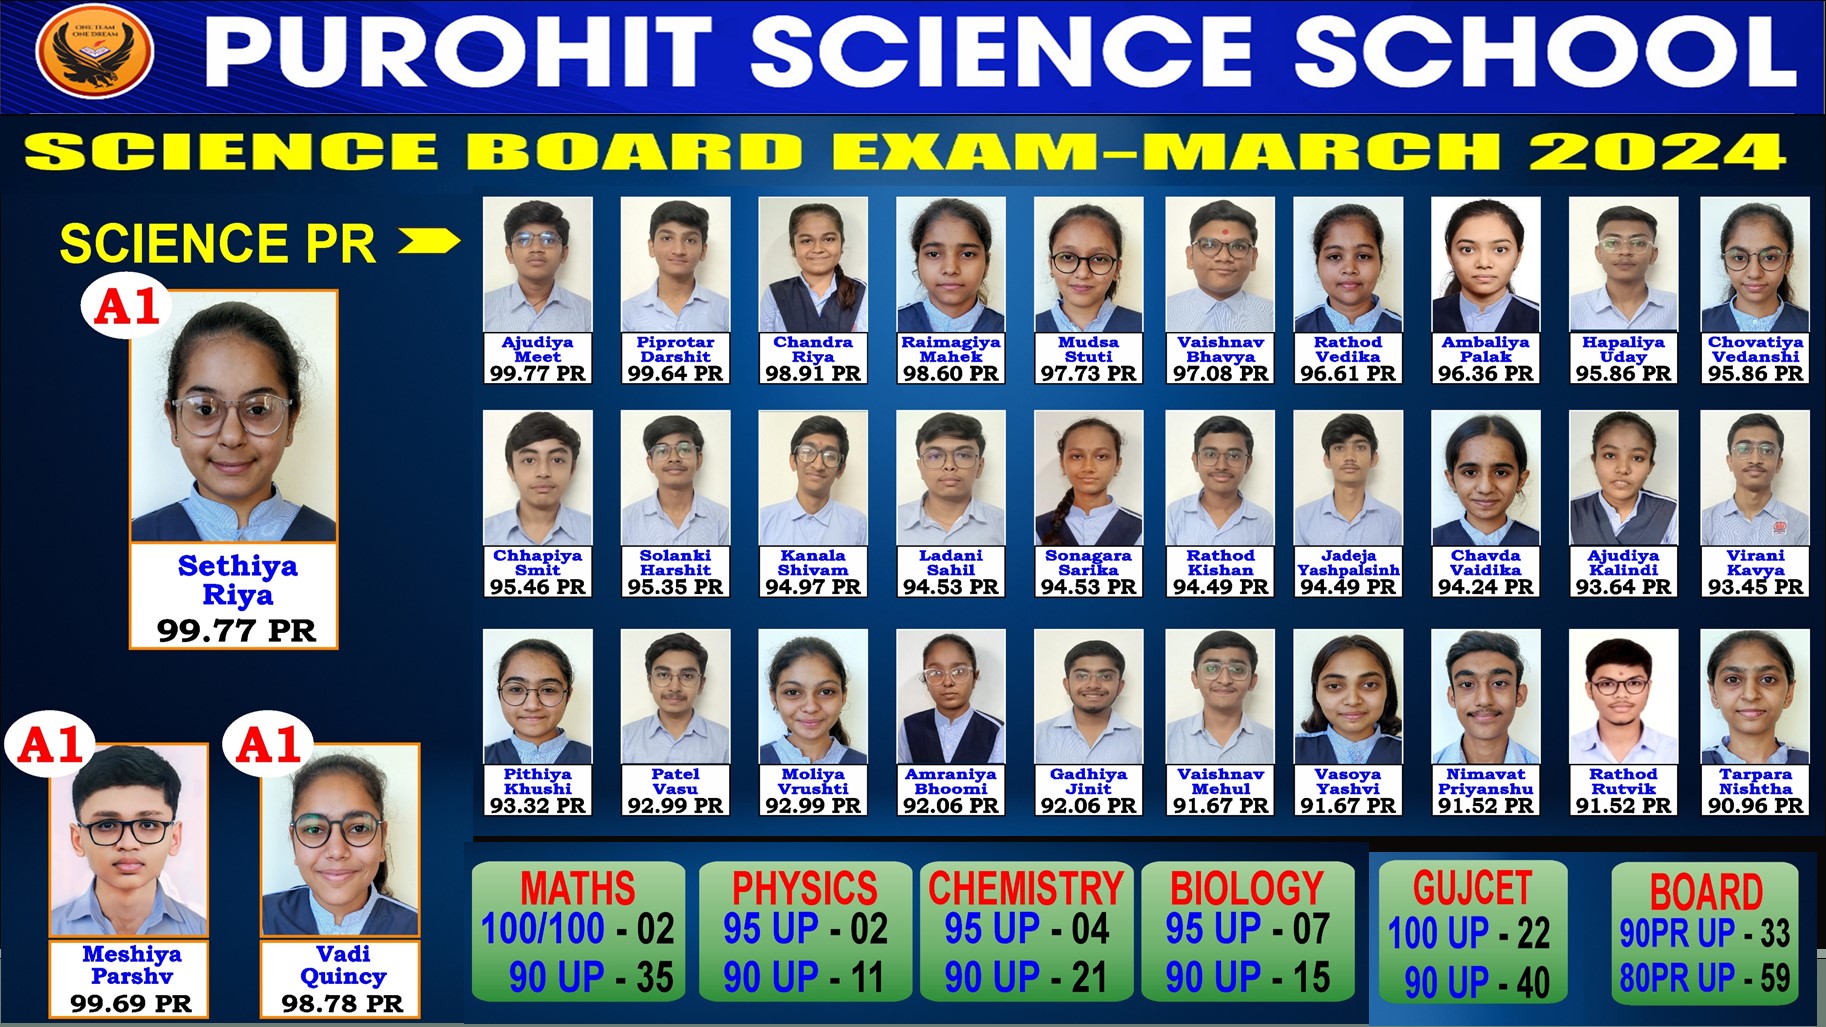 ONE TEAM
ONE DREAM
PUROHIT SCIENCE SCHOOL
SCIENCE BOARD EXAM-MARCH 2024
SCIENCE PR
A1
Sethiya
Riya
99.77 PR
A1
Meshiya
Parshv
99.69 PR
A1
Vadi
Quincy
98.78 PR
Ajudiya
Meet
99.77 PR
Piprotar
Darshit
99.64 PR
Chandra
Riya
98.91 PR
Raimagiya
Mahek
98.60 PR
Mudsa
Stuti
97.73 PR
Vaishnav
Bhavya
97.08 PR
Rathod
Vedika
96.61 PR
Ambaliya
Palak
96.36 PR
Hapaliya
Uday
95.86 PR
Chovatiya
Vedanshi
95.86 PR
Chhapiya
Smit
95.46 PR
Solanki
Harshit
95.35 PR
Kanala
Shivam
94.97 PR
Ladani
Sahil
94.53 PR
Sonagara
Sarika
94.53 PR
Rathod
Kishan
94.49 PR
Jadeja
Yashpalsinh
94.49 PR
Chavda
Vaidika
94.24 PR
Ajudiya
Kalindi
93.64 PR
Virani
Kavya
93.45 PR
Pithiya
Khushi
93.32 PR
Patel
Vasu
92.99 PR
Moliya
Vrushti
92.99 PR
Amraniya
Bhoomi
92.06 PR
Gadhiya
Jinit
92.06 PR
Vaishnav
Mehul
91.67 PR
Vasoya
Yashvi
91.67 PR
Nimavat
Priyanshu
91.52 PR
Rathod
Rutvik
91.52 PR
Tarpara
Nishtha
90.96 PR
MATHS
100/100 - 02
90 UP - 35
PHYSICS
95 UP - 02
90 UP - 11
CHEMISTRY
95 UP - 04
90 UP - 21
BIOLOGY
95 UP - 07
90 UP - 15
GUJCET
100 UP - 22
90 UP - 40
BOARD
90PR UP - 33
80PR UP - 59